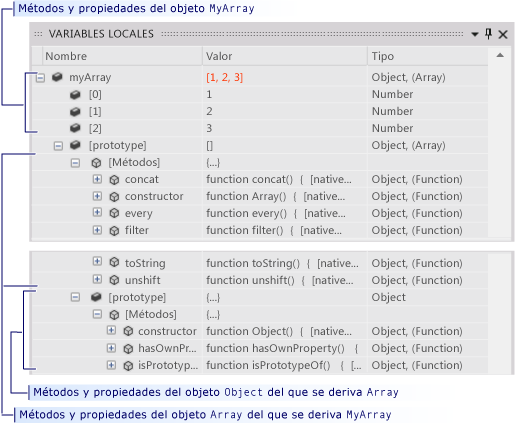 Métodos y propiedades del objeto MyArray
VARIABLES LOCALES
Nombre Valor Tipo
myArray [1, 2, 3] Object, (Array)
[0] 1 Number
[1] 2 Number
[2] 3 Number
[prototype] [] Object, (Array)
[Métodos] {...}
concat function concat() { [native... Object, (Function)
constructor function Array() { [native... Object, (Function)
every function every() { [native... Object, (Function)
filter function filter() { [native... Object, (Function)
toString function toString() { [native... Object, (Function)
unshift function unshift() { [native... Object, (Function)
[prototype] {...} Object
[Métodos] {...}
constructor function Object() { [native... Object, (Function)
hasOwnPr... function hasOwnProperty() { Object, (Function)
isPrototyp... function isPrototypeOf() { [... Object, (Function)
Métodos y propiedades del objeto Object del que se deriva Array
Métodos y propiedades del objeto Array del que se deriva MyArray